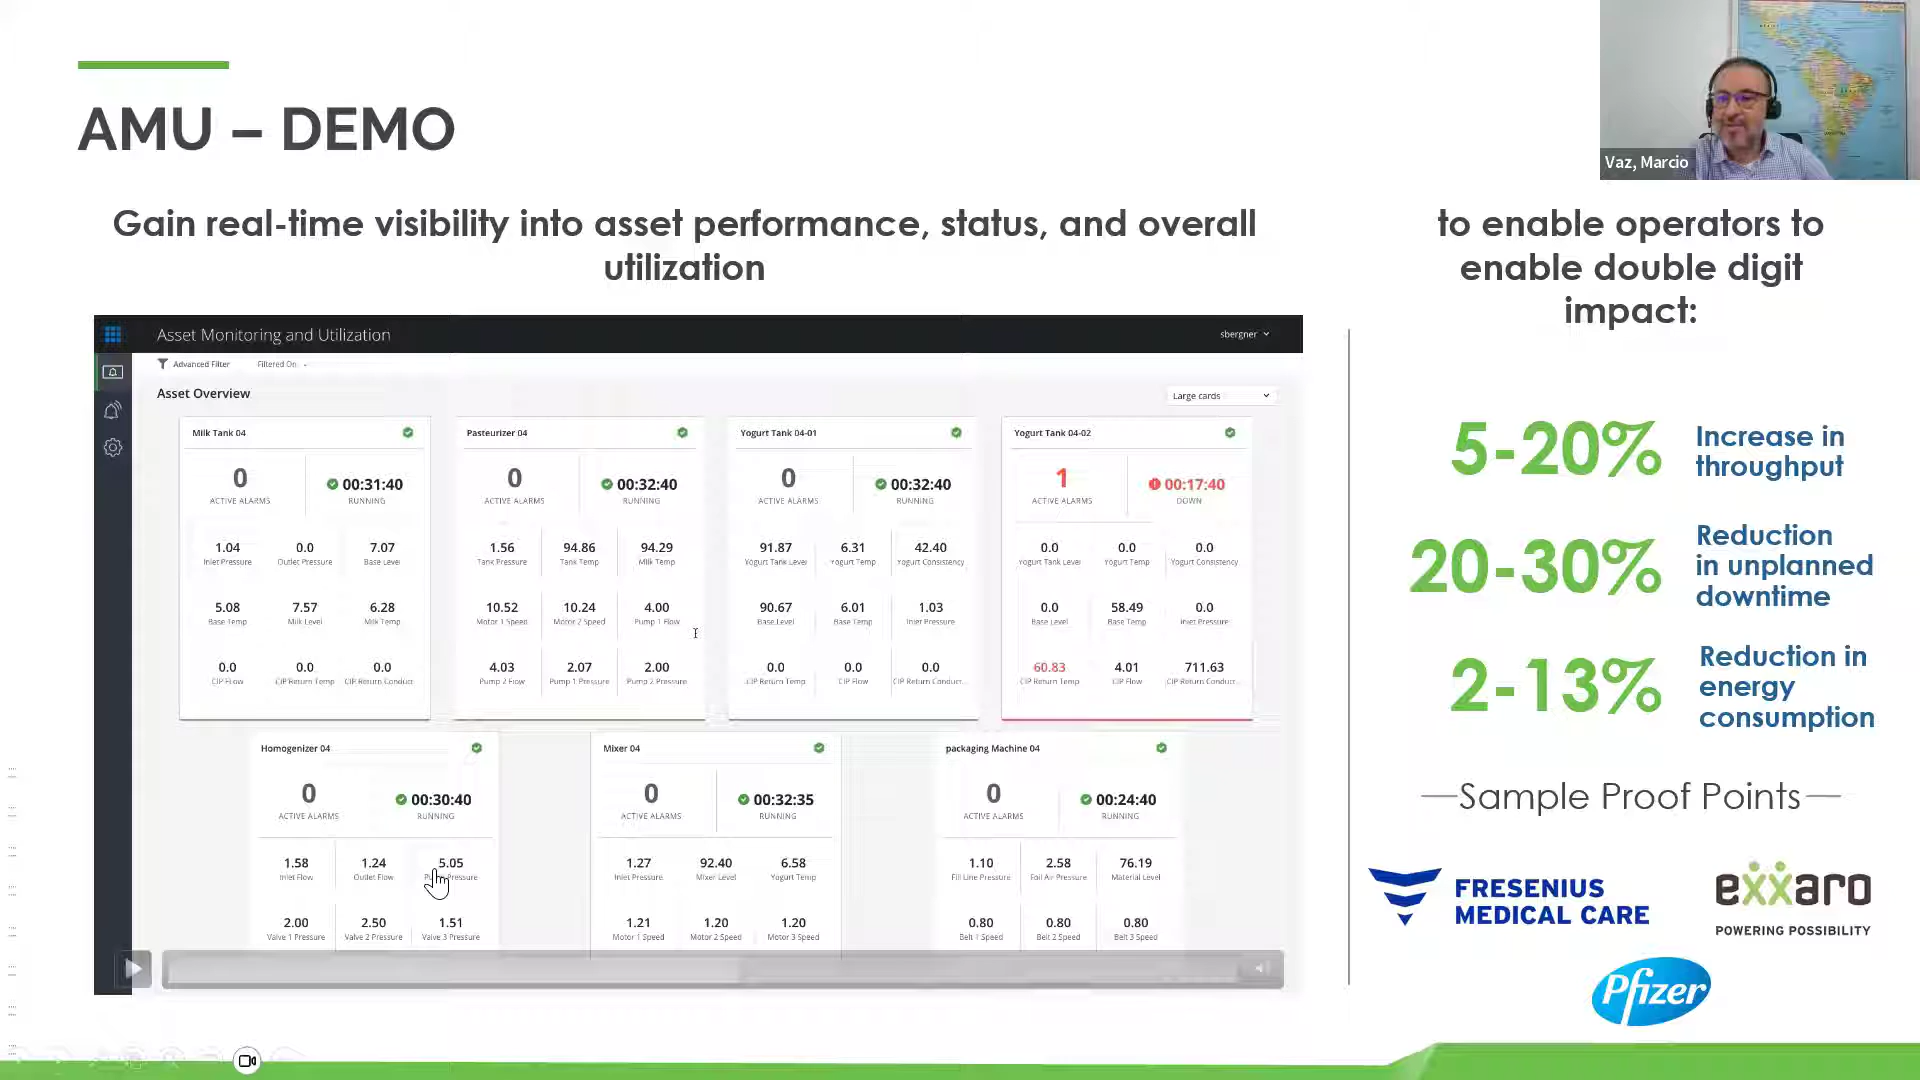 AMU – DEMO
Vaz, Marcio
Gain real-time visibility into asset performance, status, and overall
utilization
to enable operators to
enable double digit
impact:
Asset Monitoring and Utilization
sbergner
Advanced Filter Filtered On
Asset Overview
Large cards
Milk Tank 04
0 00:31:40
ACTIVE ALARMS RUNNING
1.04 0.0 7.07
Inlet Pressure Outlet Pressure Base Level
5.08 7.57 6.28
Base Temp Milk Level Milk Temp
0.0 0.0 0.0
CIP Flow CIP Return Temp CIP Return Conduct..
Pasteurizer 04
0 00:32:40
ACTIVE ALARMS RUNNING
1.56 94.86 94.29
Tank Pressure Tank Temp Milk Temp
10.52 10.24 4.00
Motor 1 Speed Motor 2 Speed Pump 1 Flow
4.03 2.07 2.00
Pump 2 Flow Pump 1 Pressure Pump 2 Pressure
Yogurt Tank 04-01
0 00:32:40
ACTIVE ALARMS RUNNING
91.87 6.31 42.40
Yogurt Tank Level Yogurt Temp Yogurt Consistency
90.67 6.01 1.03
Base Level Base Temp Inlet Pressure
0.0 0.0 0.0
CIP Return Temp CIP Flow CIP Return Conduct...
Yogurt Tank 04-02
1 00:17:40
ACTIVE ALARMS DOWN
0.0 0.0 0.0
Yogurt Tank Level Yogurt Temp Yogurt Consistency
0.0 58.49 0.0
Base Level Base Temp Inlet Pressure
60.83 4.01 711.63
CIP Return Temp CIP Flow CIP Return Conduct...
Homogenizer 04
0 00:30:40
ACTIVE ALARMS RUNNING
1.58 1.24 5.05
Inlet Flow Outlet Flow Pressure
2.00 2.50 1.51
Valve 1 Pressure Valve 2 Pressure Valve 3 Pressure
Mixer 04
0 00:32:35
ACTIVE ALARMS RUNNING
1.27 92.40 6.58
Inlet Pressure Mixer Level Yogurt Temp
1.21 1.20 1.20
Motor 1 Speed Motor 2 Speed Motor 3 Speed
packaging Machine 04
0 00:24:40
ACTIVE ALARMS RUNNING
1.10 2.58 76.19
Fill Line Pressure Foil Air Pressure Material Level
0.80 0.80 0.80
Belt 1 Speed Belt 2 Speed Belt 3 Speed
5-20% Increase in
throughput
20-30% Reduction
in unplanned
downtime
2-13% Reduction in
energy
consumption
Sample Proof Points
FRESENIUS
MEDICAL CARE
exxaro
POWERING POSSIBILITY
Pfizer